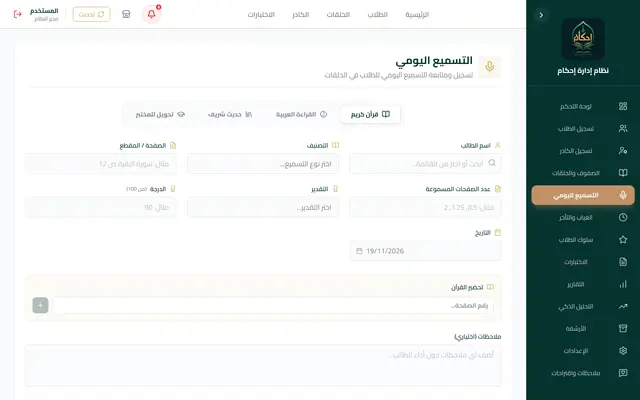 إحكام
نظام إدارة إحكام
لوحة التحكم
تسجيل الطلاب
تسجيل الكادر
الصفوف والحلقات
التسميع اليومي
الغياب والتأخر
سلوك الطلاب
الاختبارات
التقارير
التحليل الذكي
الأرشفة
الإعدادات
ملاحظات واقتراحات
الرئيسية
الطلاب
الحلقات
الكادر
الاختبارات
تحديث
المستخدم
مدير النظام
التسميع اليومي
تسجيل ومتابعة التسميع اليومي للطلاب في الحلقات
قرآن كريم
القراءة العربية
حديث شريف
تحويل للمختبر
اسم الطالب
ابحث أو اختر من القائمة...
التصنيف
اختر نوع التسميع...
الصفحة / المقطع
مثال: سورة البقرة ص 12
عدد الصفحات المسموعة
مثال: 0.5, 1.25, 2
التقدير
اختر التقدير...
الدرجة (من 100)
مثال: 90
التاريخ
19/11/2026
تحضير القرآن
رقم الصفحة...
+
ملاحظات (اختياري)
أضف أي ملاحظات حول أداء الطالب...